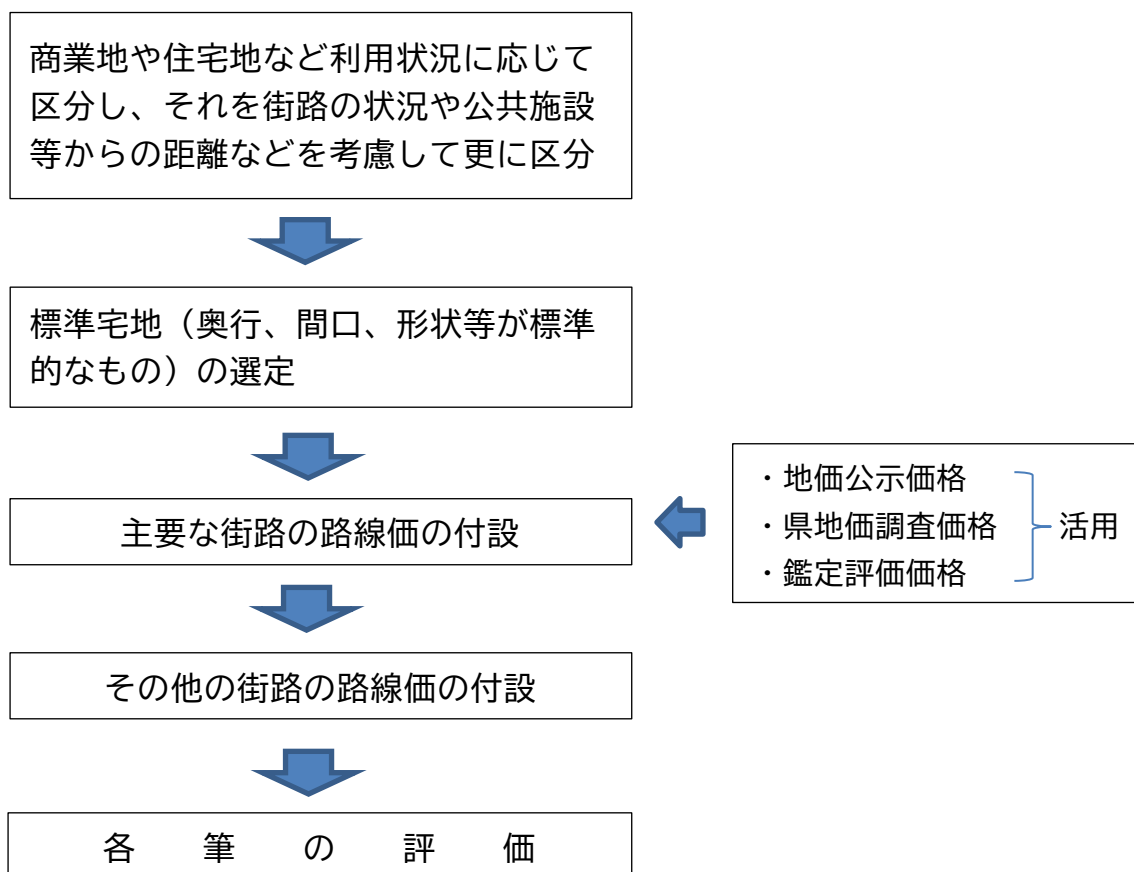 商業地や住宅地など利用状況に応じて
区分し、それを街路の状況や公共施設
等からの距離などを考慮して更に区分
標準宅地（奥行、間口、形状等が標準
的なもの）の選定
主要な街路の路線価の付設
・地価公示価格
・県地価調査価格
・鑑定評価価格
活用
その他の街路の路線価の付設
各　筆　の　評　価